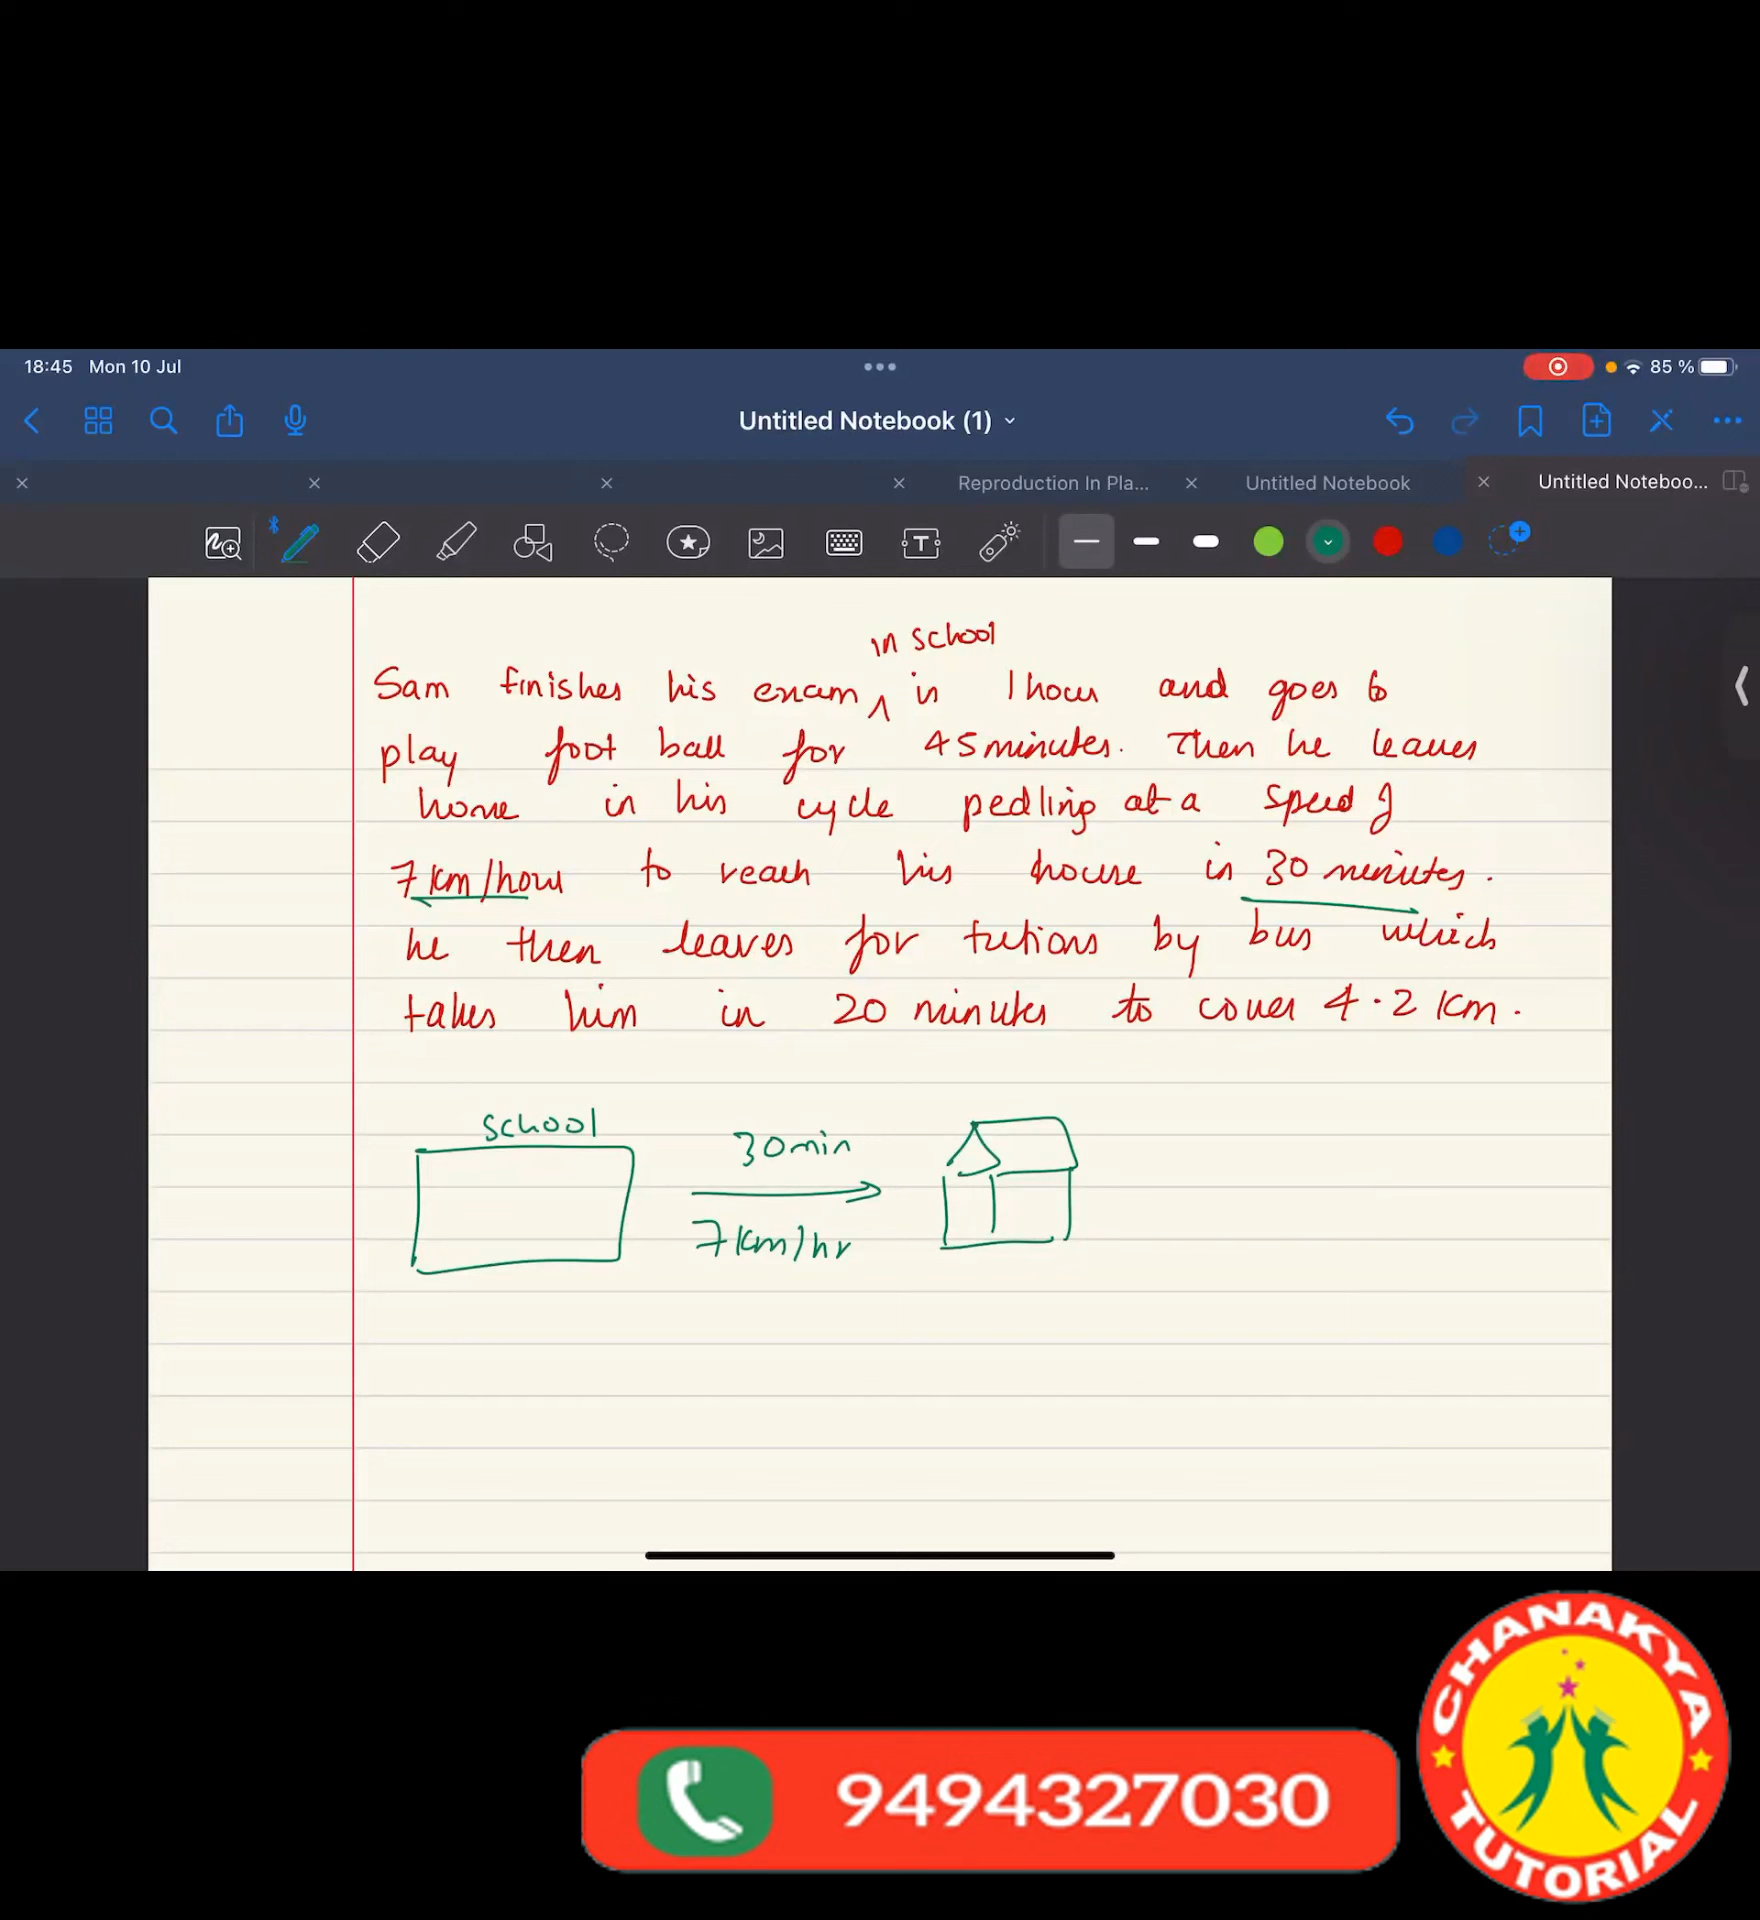 18:45 Mon 10 Jul
85 %
Untitled Notebook (1)
Reproduction In Pla...
Untitled Notebook
Untitled Noteboo...
in school
Sam finishes his exam ∧ in 1 hour and goes to
play foot ball for 45 minutes. Then he leaves
home in his cycle pedling at a speed of
7 km/hour to reach his house in 30 minutes.
he then leaves for tutions by bus which
takes him in 20 minutes to cover 4.2 km.
school
30 min
7 km/hr
9494327030
CHANAKYA
TUTORIAL